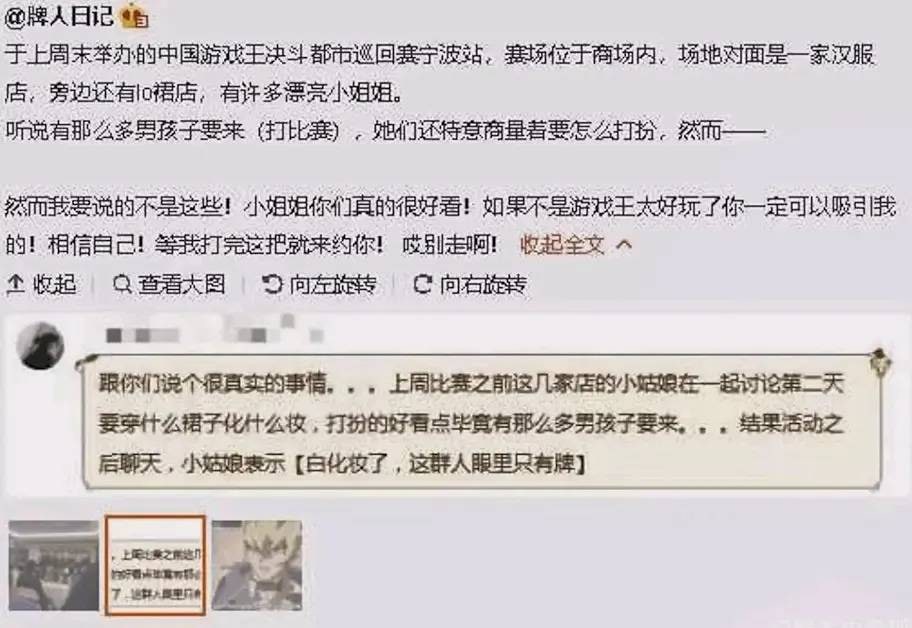 @牌人日记
于上周末举办的中国游戏王决斗都市巡回赛宁波站，赛场位于商场内，场地对面是一家汉服
店，旁边还有lo裙店，有许多漂亮小姐姐。
听说有那么多男孩子要来（打比赛），她们还特意商量着要怎么打扮，然而——
然而我要说的不是这些！小姐姐你们真的很好看！如果不是游戏王太好玩了你一定可以吸引我
的！相信自己！等我打完这把就来约你！ 哎别走啊！ 收起全文
收起 查看大图 向左旋转 向右旋转
跟你们说个很真实的事情。。。上周比赛之前这几家店的小姑娘在一起讨论第二天
要穿什么裙子化什么妆，打扮的好看点毕竟有那么多男孩子要来。。。结果活动之
后聊天，小姑娘表示【白化妆了，这群人眼里只有牌】
，上周比赛之前这几
的好看点毕竟有那么
了，这群人眼里只有